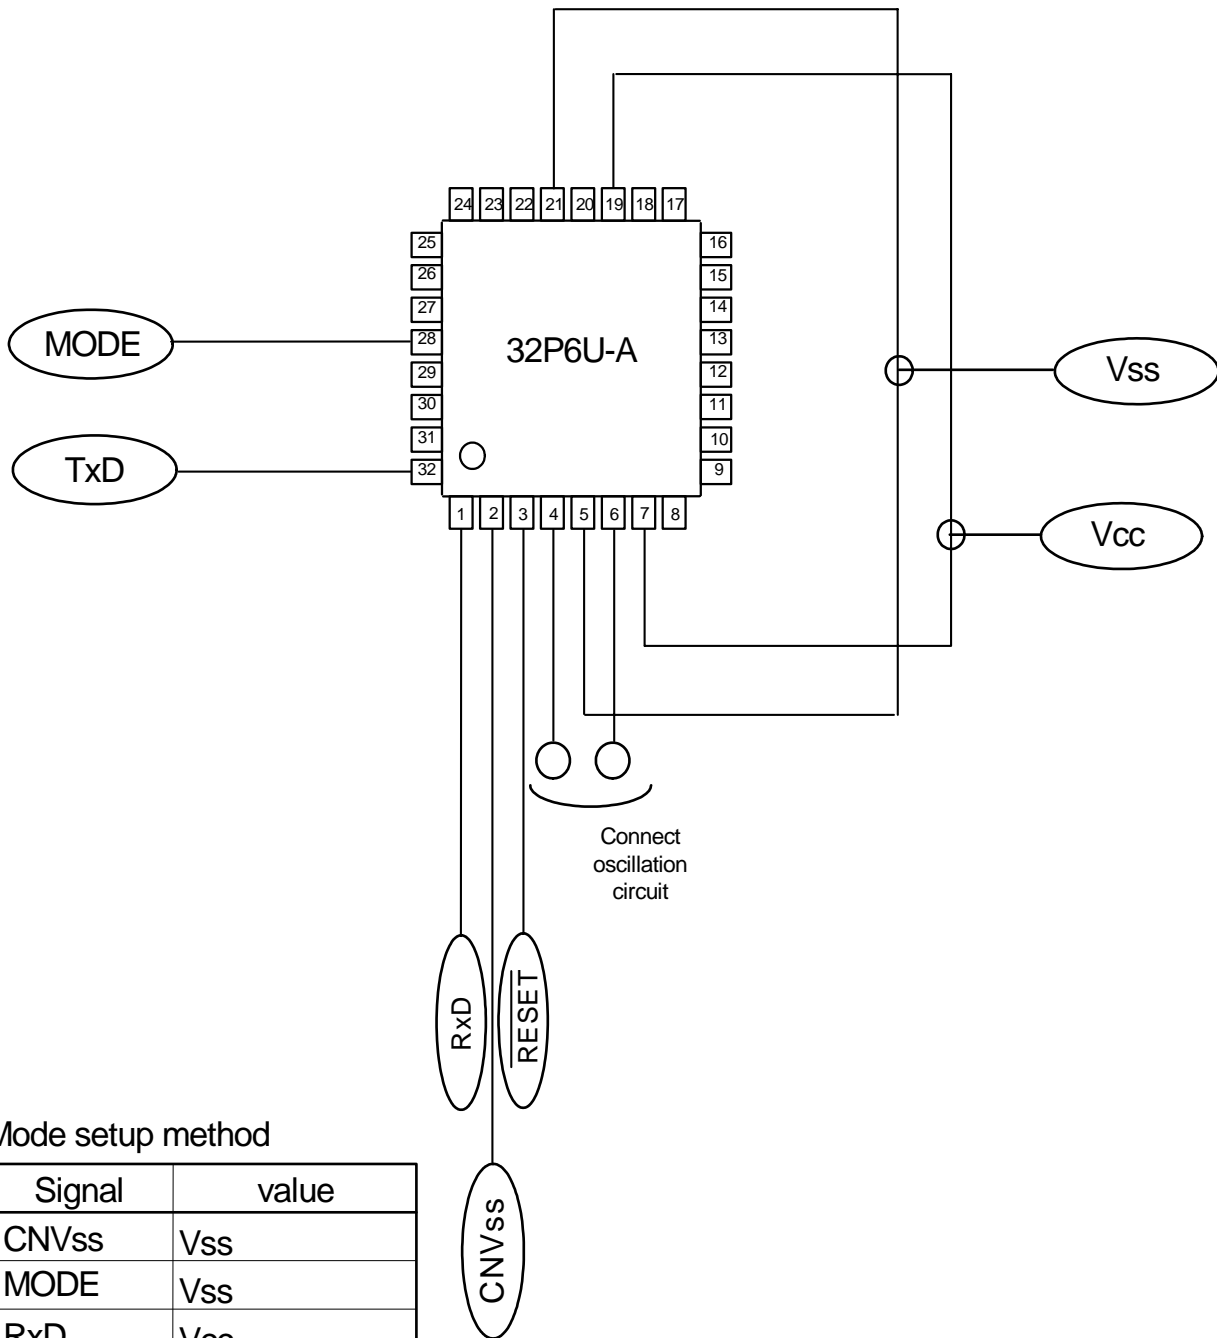 24 23 22 21 20 19 18 17
25 16
26 15
27 14
MODE 28 13
32P6U-A
29 12
Vss
30 11
31 10
TxD 32 9
1 2 3 4 5 6 7 8
Vcc
Connect
oscillation
circuit
RxD
RESET
CNVss
Mode setup method
Signal value
CNVss Vss
MODE Vss
RxD Vcc